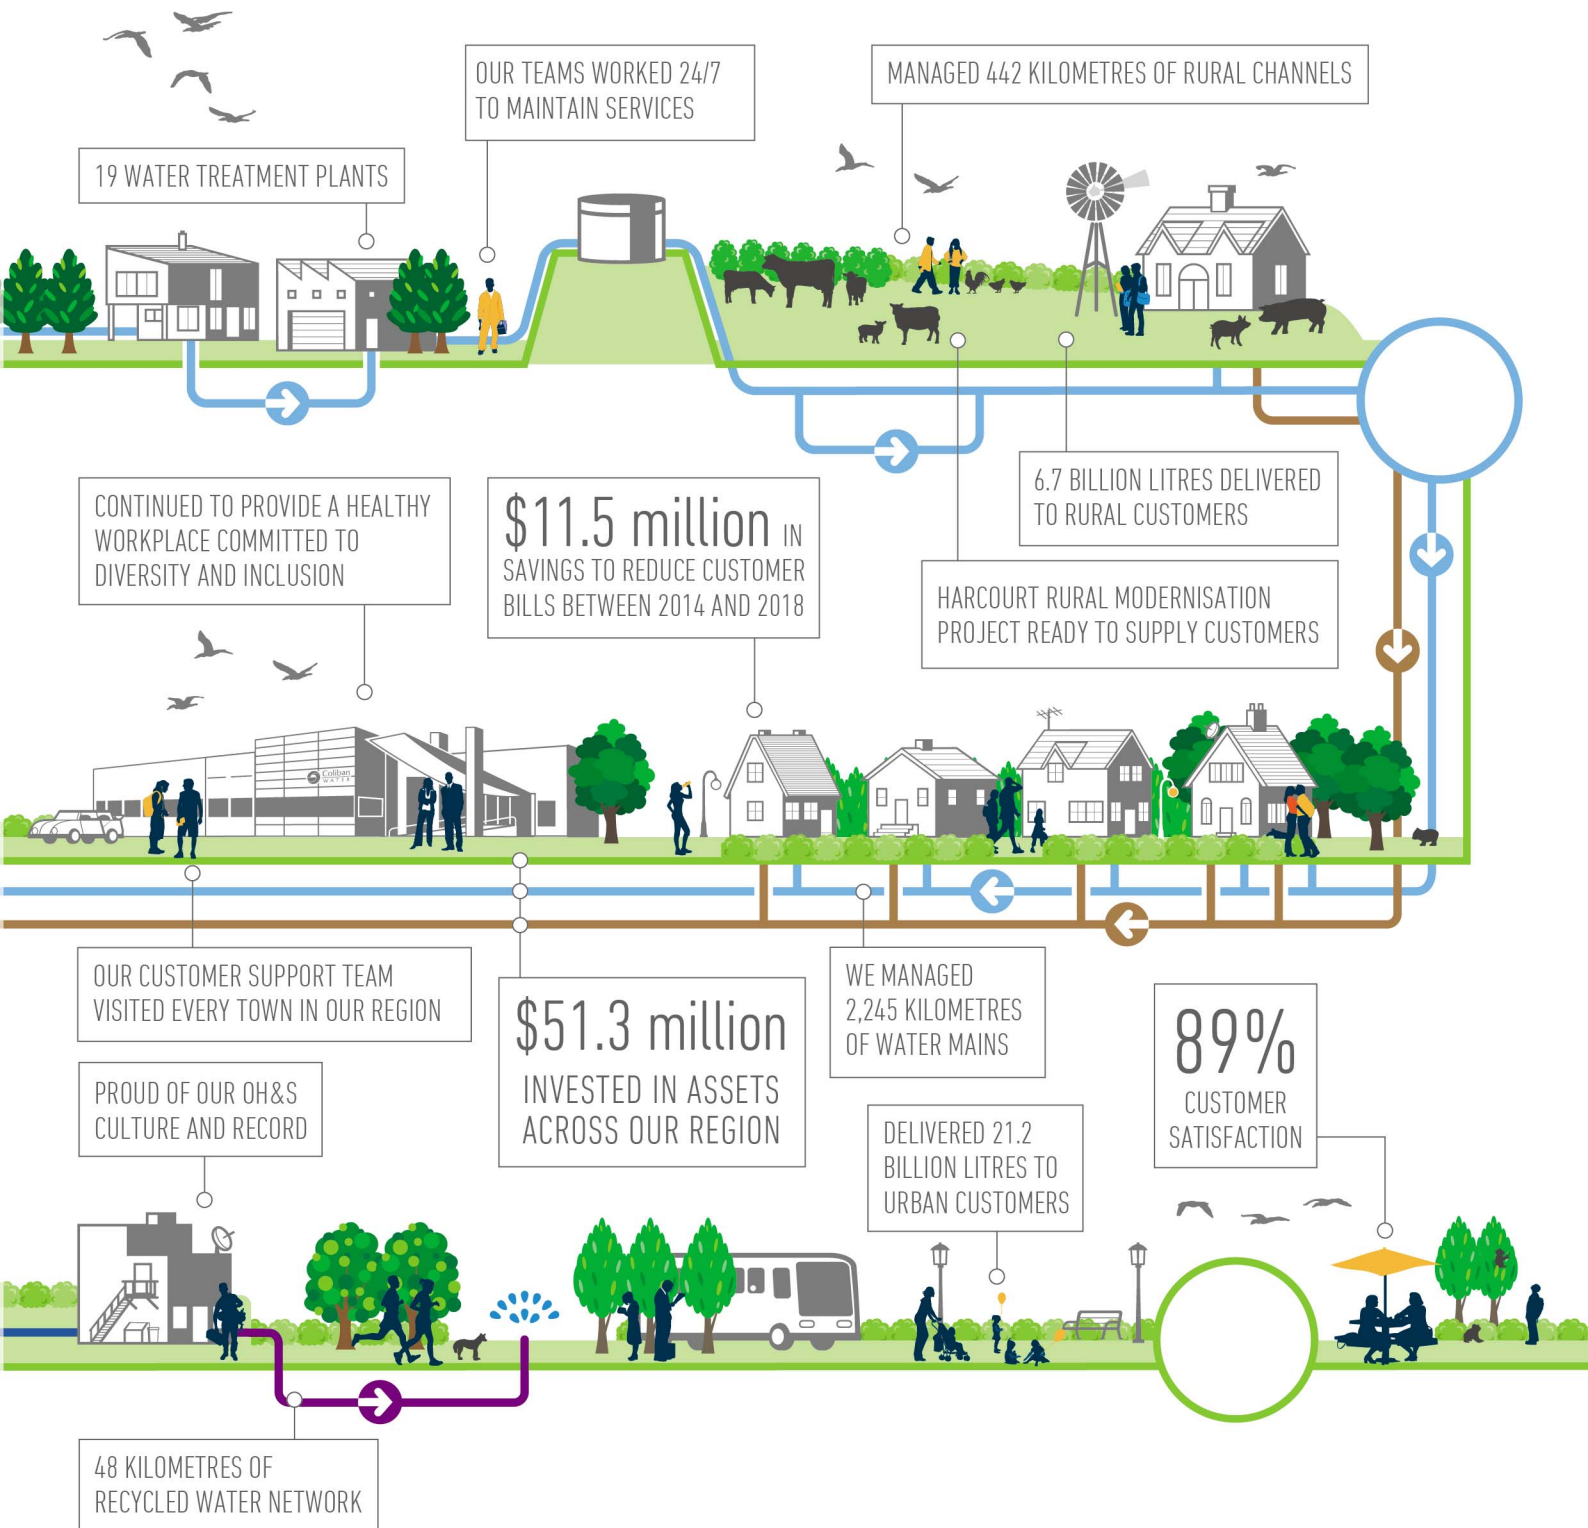 OUR TEAMS WORKED 24/7
TO MAINTAIN SERVICES
MANAGED 442 KILOMETRES OF RURAL CHANNELS
19 WATER TREATMENT PLANTS
6.7 BILLION LITRES DELIVERED
TO RURAL CUSTOMERS
CONTINUED TO PROVIDE A HEALTHY
WORKPLACE COMMITTED TO
DIVERSITY AND INCLUSION
$11.5 million IN
SAVINGS TO REDUCE CUSTOMER
BILLS BETWEEN 2014 AND 2018
HARCOURT RURAL MODERNISATION
PROJECT READY TO SUPPLY CUSTOMERS
Coliban
WATER
OUR CUSTOMER SUPPORT TEAM
VISITED EVERY TOWN IN OUR REGION
$51.3 million
INVESTED IN ASSETS
ACROSS OUR REGION
WE MANAGED
2,245 KILOMETRES
OF WATER MAINS
89%
CUSTOMER
SATISFACTION
PROUD OF OUR OH&S
CULTURE AND RECORD
DELIVERED 21.2
BILLION LITRES TO
URBAN CUSTOMERS
48 KILOMETRES OF
RECYCLED WATER NETWORK